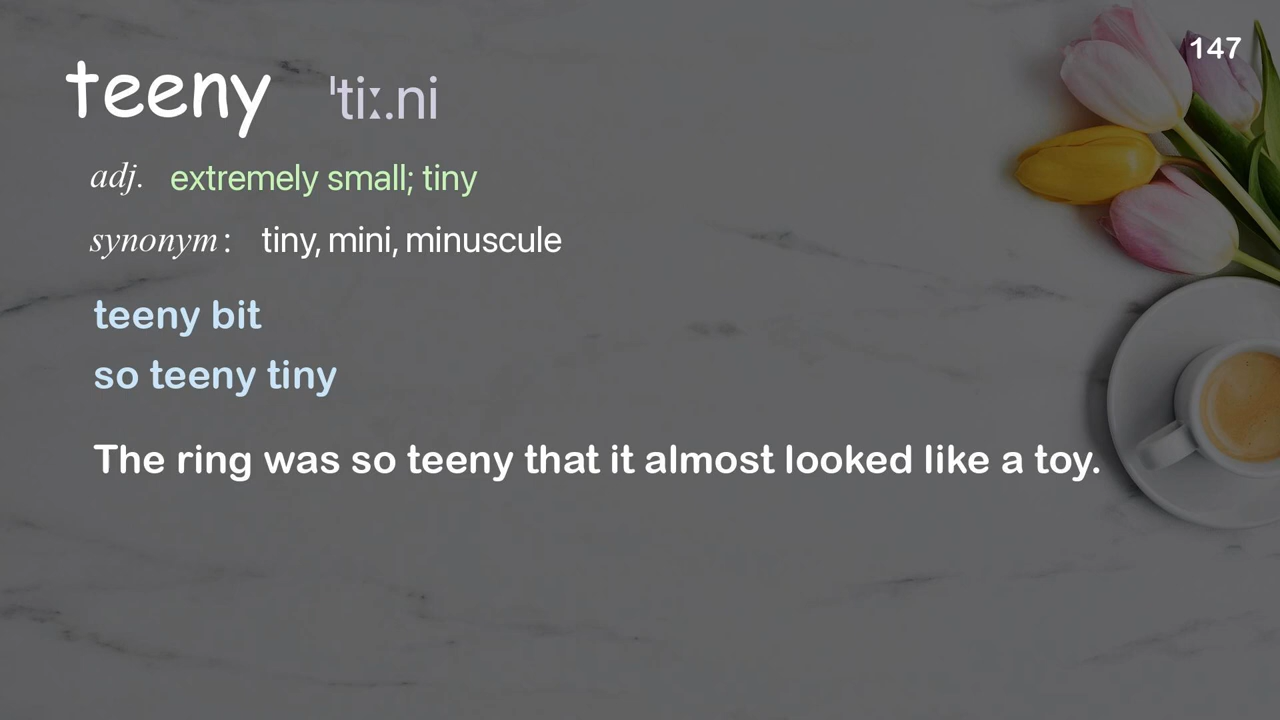 147
teeny ˈtiː.ni
adj. extremely small; tiny
synonym: tiny, mini, minuscule
teeny bit
so teeny tiny
The ring was so teeny that it almost looked like a toy.